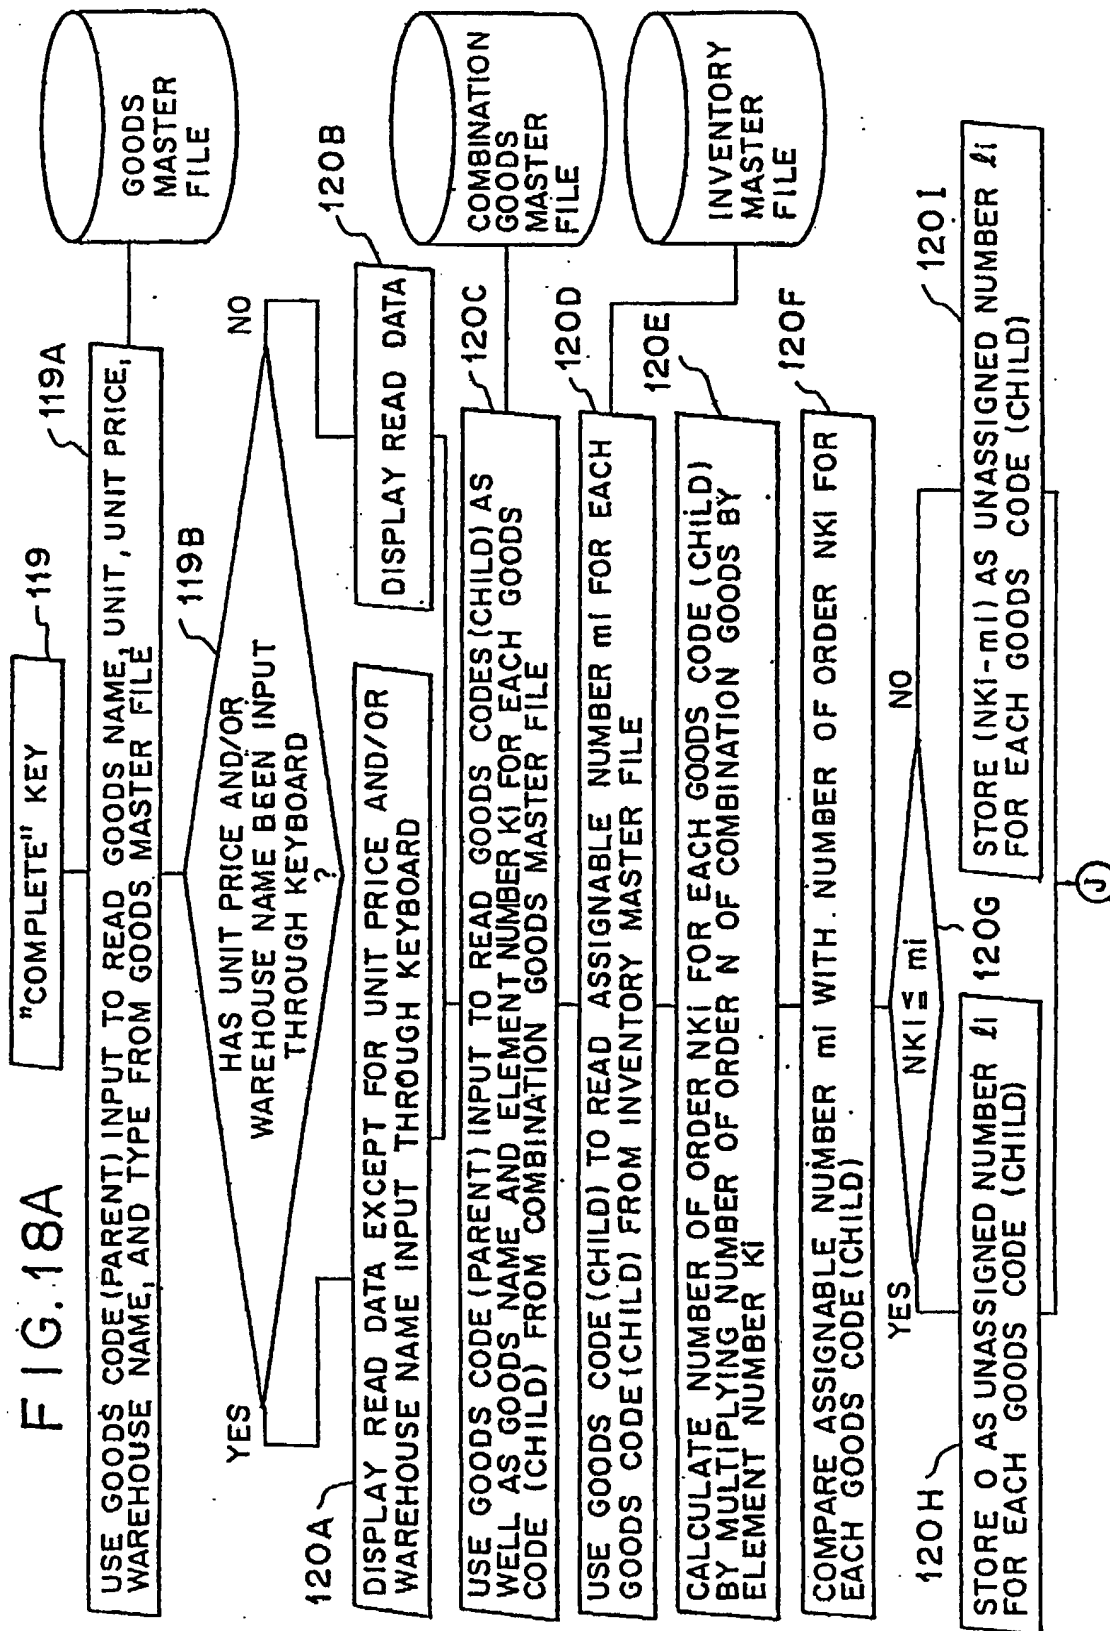 FIG. 18A
"COMPLETE" KEY
119
119A
USE GOODS CODE (PARENT) INPUT TO READ GOODS NAME, UNIT, UNIT PRICE,
WAREHOUSE NAME, AND TYPE FROM GOODS MASTER FILE
GOODS
MASTER
FILE
119B
HAS UNIT PRICE AND/OR
WAREHOUSE NAME BEEN INPUT
THROUGH KEYBOARD
?
YES
NO
120A
DISPLAY READ DATA EXCEPT FOR UNIT PRICE AND/OR
WAREHOUSE NAME INPUT THROUGH KEYBOARD
120B
DISPLAY READ DATA
120C
USE GOODS CODE (PARENT) INPUT TO READ GOODS CODES (CHILD) AS
WELL AS GOODS NAME AND ELEMENT NUMBER Ki FOR EACH GOODS
CODE (CHILD) FROM COMBINATION GOODS MASTER FILE
COMBINATION
GOODS
MASTER
FILE
120D
USE GOODS CODE (CHILD) TO READ ASSIGNABLE NUMBER mi FOR EACH
GOODS CODE (CHILD) FROM INVENTORY MASTER FILE
INVENTORY
MASTER
FILE
120E
CALCULATE NUMBER OF ORDER NKi FOR EACH GOODS CODE (CHILD)
BY MULTIPLYING NUMBER OF ORDER N OF COMBINATION GOODS BY
ELEMENT NUMBER Ki
120F
COMPARE ASSIGNABLE NUMBER mi WITH. NUMBER OF ORDER NKi FOR
EACH GOODS CODE (CHILD)
NKi ≦ mi
120G
YES
NO
120H
STORE 0 AS UNASSIGNED NUMBER ℓi
FOR EACH GOODS CODE (CHILD)
120I
STORE (NKi-mi) AS UNASSIGNED NUMBER ℓi
FOR EACH GOODS CODE (CHILD)
J